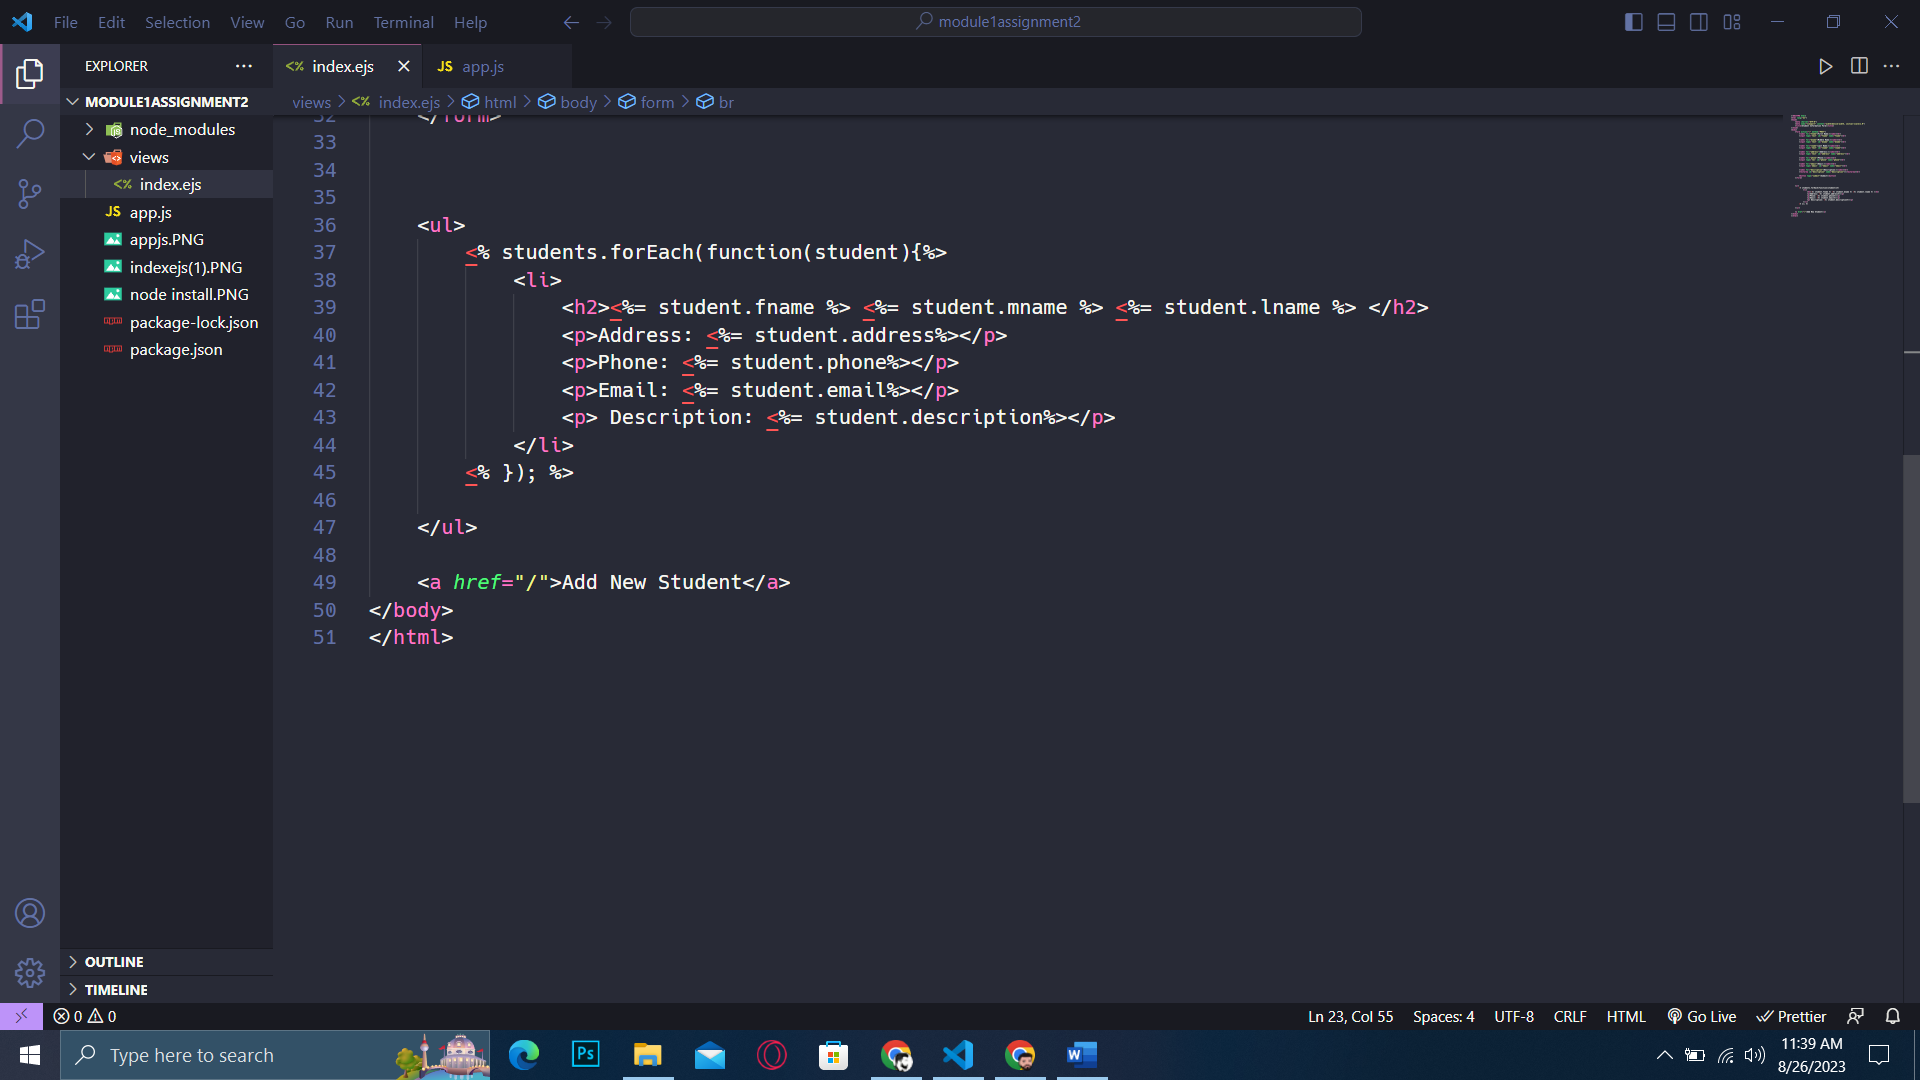 File Edit Selection View Go Run Terminal Help
module1assignment2
EXPLORER
index.ejs
JS app.js
MODULE1ASSIGNMENT2
views > <% index.ejs > html > body > form > br
node_modules
views
<% index.ejs
JS app.js
appjs.PNG
indexejs(1).PNG
node install.PNG
package-lock.json
package.json
32 </form>
33
34
35
36 <ul>
37 <% students.forEach(function(student){%>
38 <li>
39 <h2><%= student.fname %> <%= student.mname %> <%= student.lname %> </h2>
40 <p>Address: <%= student.address%></p>
41 <p>Phone: <%= student.phone%></p>
42 <p>Email: <%= student.email%></p>
43 <p> Description: <%= student.description%></p>
44 </li>
45 <% }); %>
46
47 </ul>
48
49 <a href="/">Add New Student</a>
50 </body>
51 </html>
OUTLINE
TIMELINE
0 0
Ln 23, Col 55 Spaces: 4 UTF-8 CRLF HTML Go Live Prettier
Type here to search
Ps
W
11:39 AM
8/26/2023